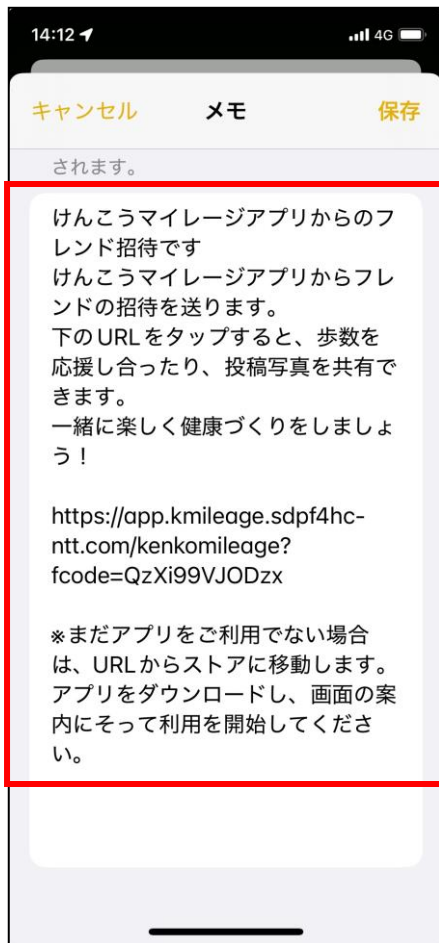 14:12
4G
キャンセル メモ 保存
されます。
けんこうマイレージアプリからのフ
レンド招待です
けんこうマイレージアプリからフレ
ンドの招待を送ります。
下のURLをタップすると、歩数を
応援し合ったり、投稿写真を共有で
きます。
一緒に楽しく健康づくりをしましょ
う！
https://app.kmileage.sdpf4hc-
ntt.com/kenkomileage?
fcode=QzXi99VJODzx
※まだアプリをご利用でない場合
は、URLからストアに移動します。
アプリをダウンロードし、画面の案
内にそって利用を開始してくださ
い。